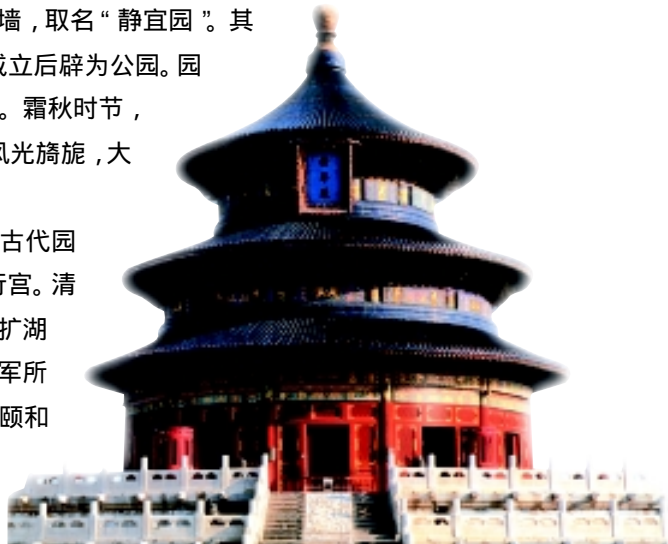 墙,取名“静宜园”。其
成立后辟为公园。园
。霜秋时节,
风光旖旎,大
古代园
行宫。清
扩湖
军所
颐和